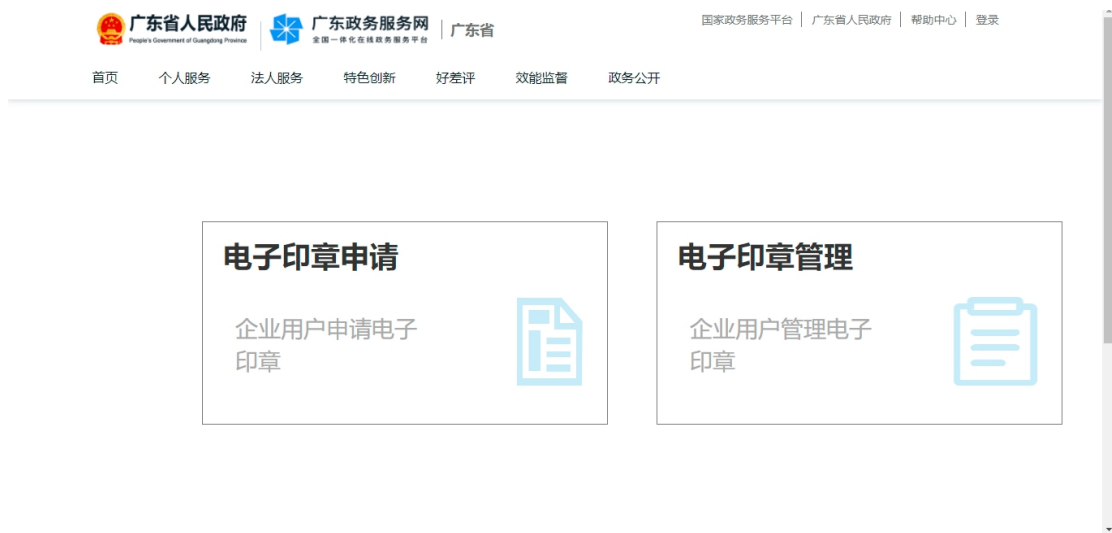 广东省人民政府
People's Government of Guangdong Province
广东政务服务网
全国一体化在线政务服务平台
广东省
国家政务服务平台 | 广东省人民政府 | 帮助中心 | 登录
首页 个人服务 法人服务 特色创新 好差评 效能监督 政务公开
电子印章申请
企业用户申请电子
印章
电子印章管理
企业用户管理电子
印章